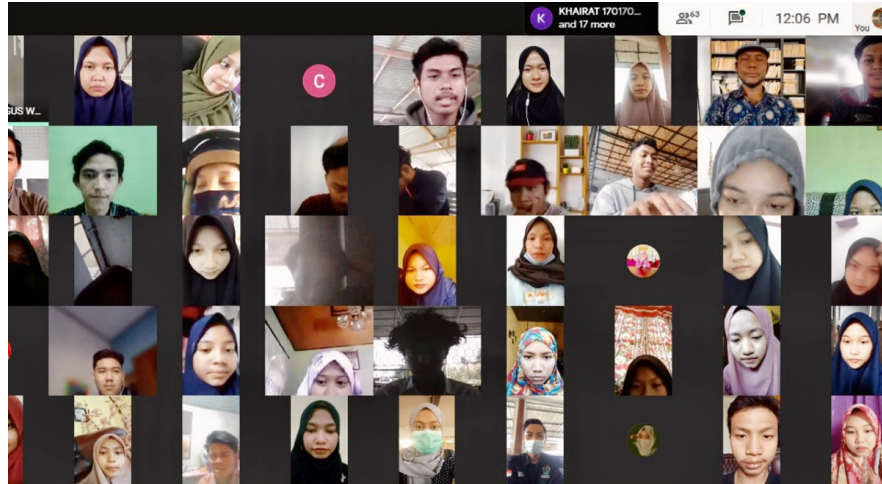 K
KHAIRAT 170170...
and 17 more
63
12:06 PM
You
GUS W...
C